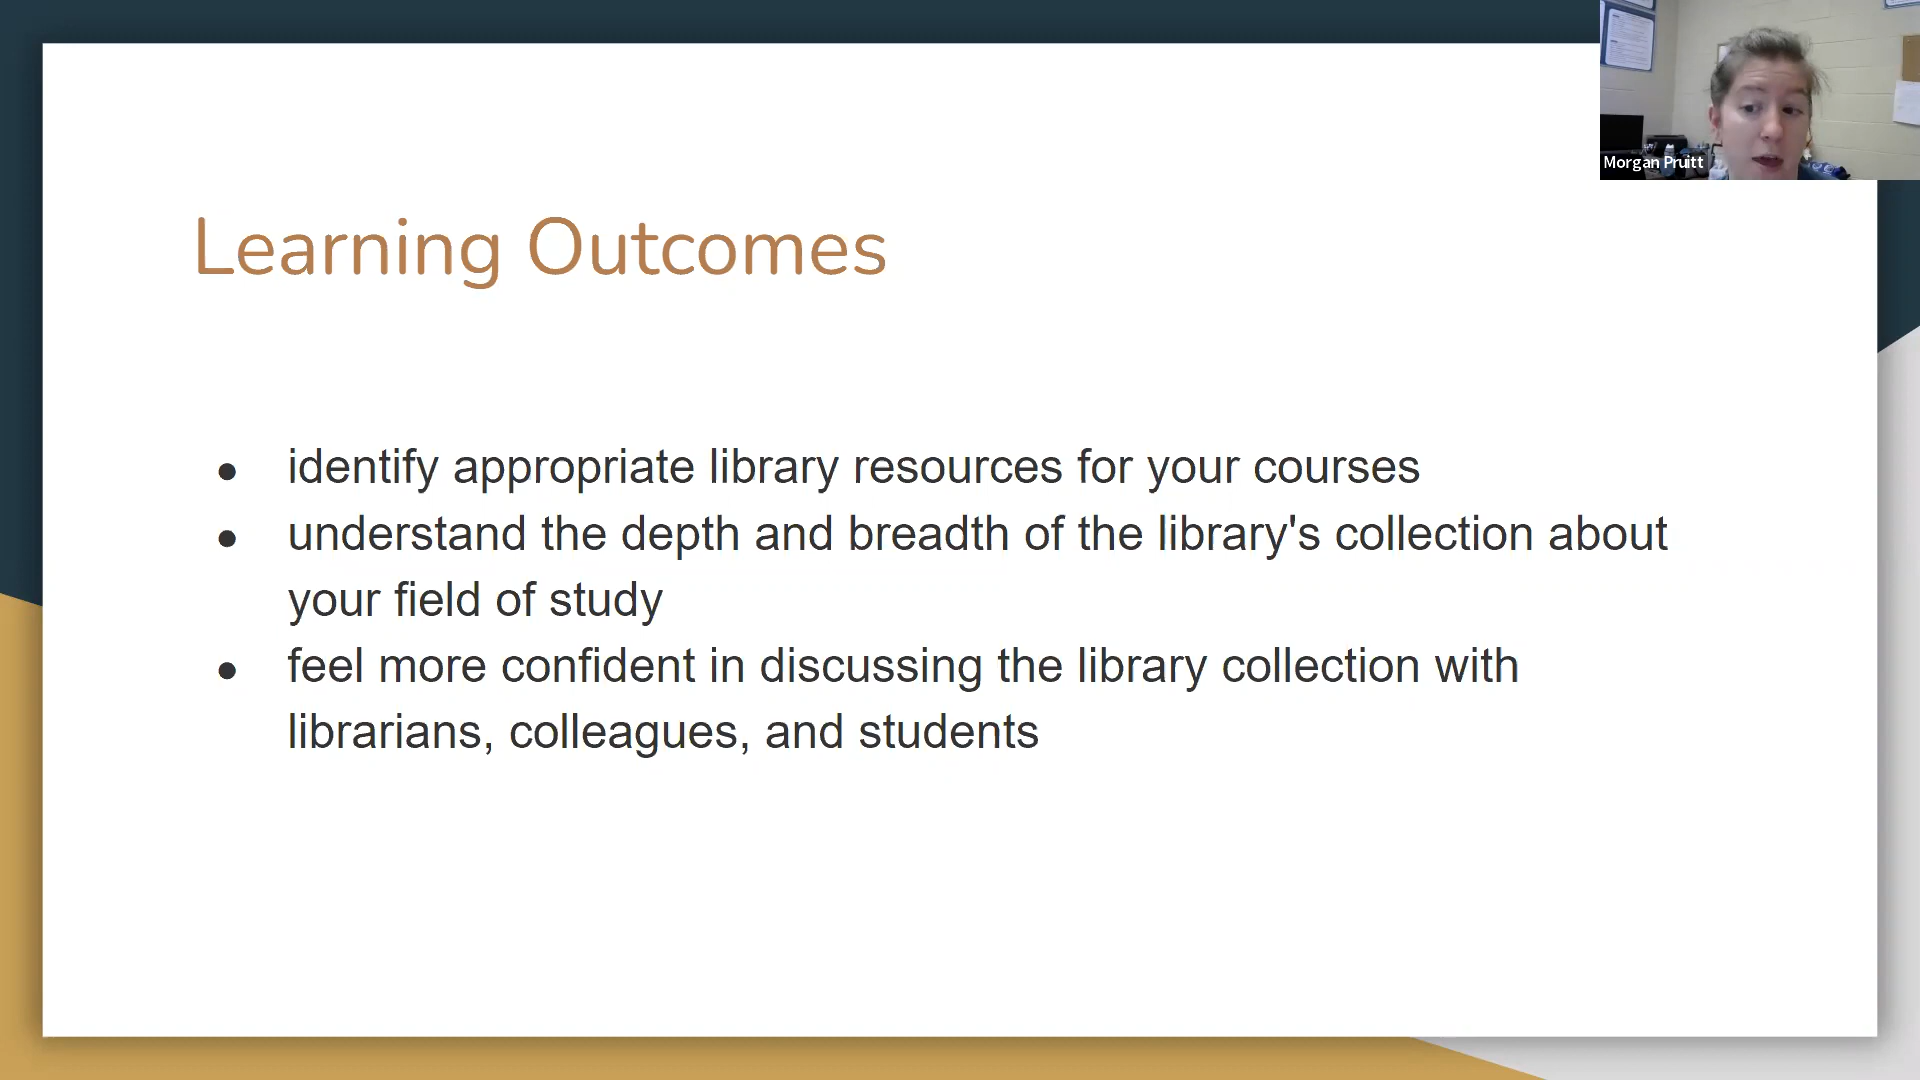 Morgan Pruitt
Learning Outcomes
● identify appropriate library resources for your courses
● understand the depth and breadth of the library's collection about
your field of study
● feel more confident in discussing the library collection with
librarians, colleagues, and students